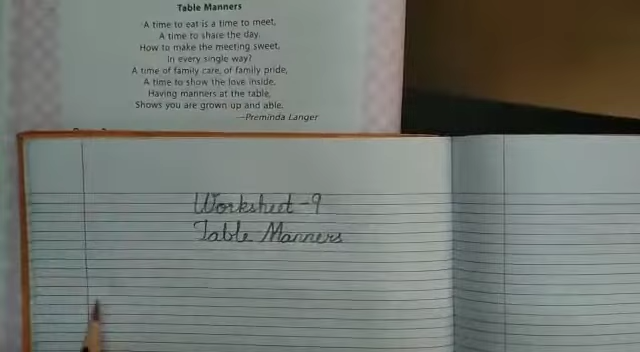 Table Manners
A time to eat is a time to meet,
A time to share the day.
How to make the meeting sweet,
In every single way?
A time of family care, of family pride,
A time to show the love inside.
Having manners at the table,
Shows you are grown up and able.
—Preminda Langer
Worksheet -9
Table Manners